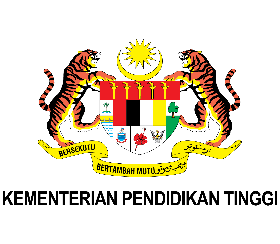 BERSEKUTU
BERTAMBAH MUTU
KEMENTERIAN PENDIDIKAN TINGGI